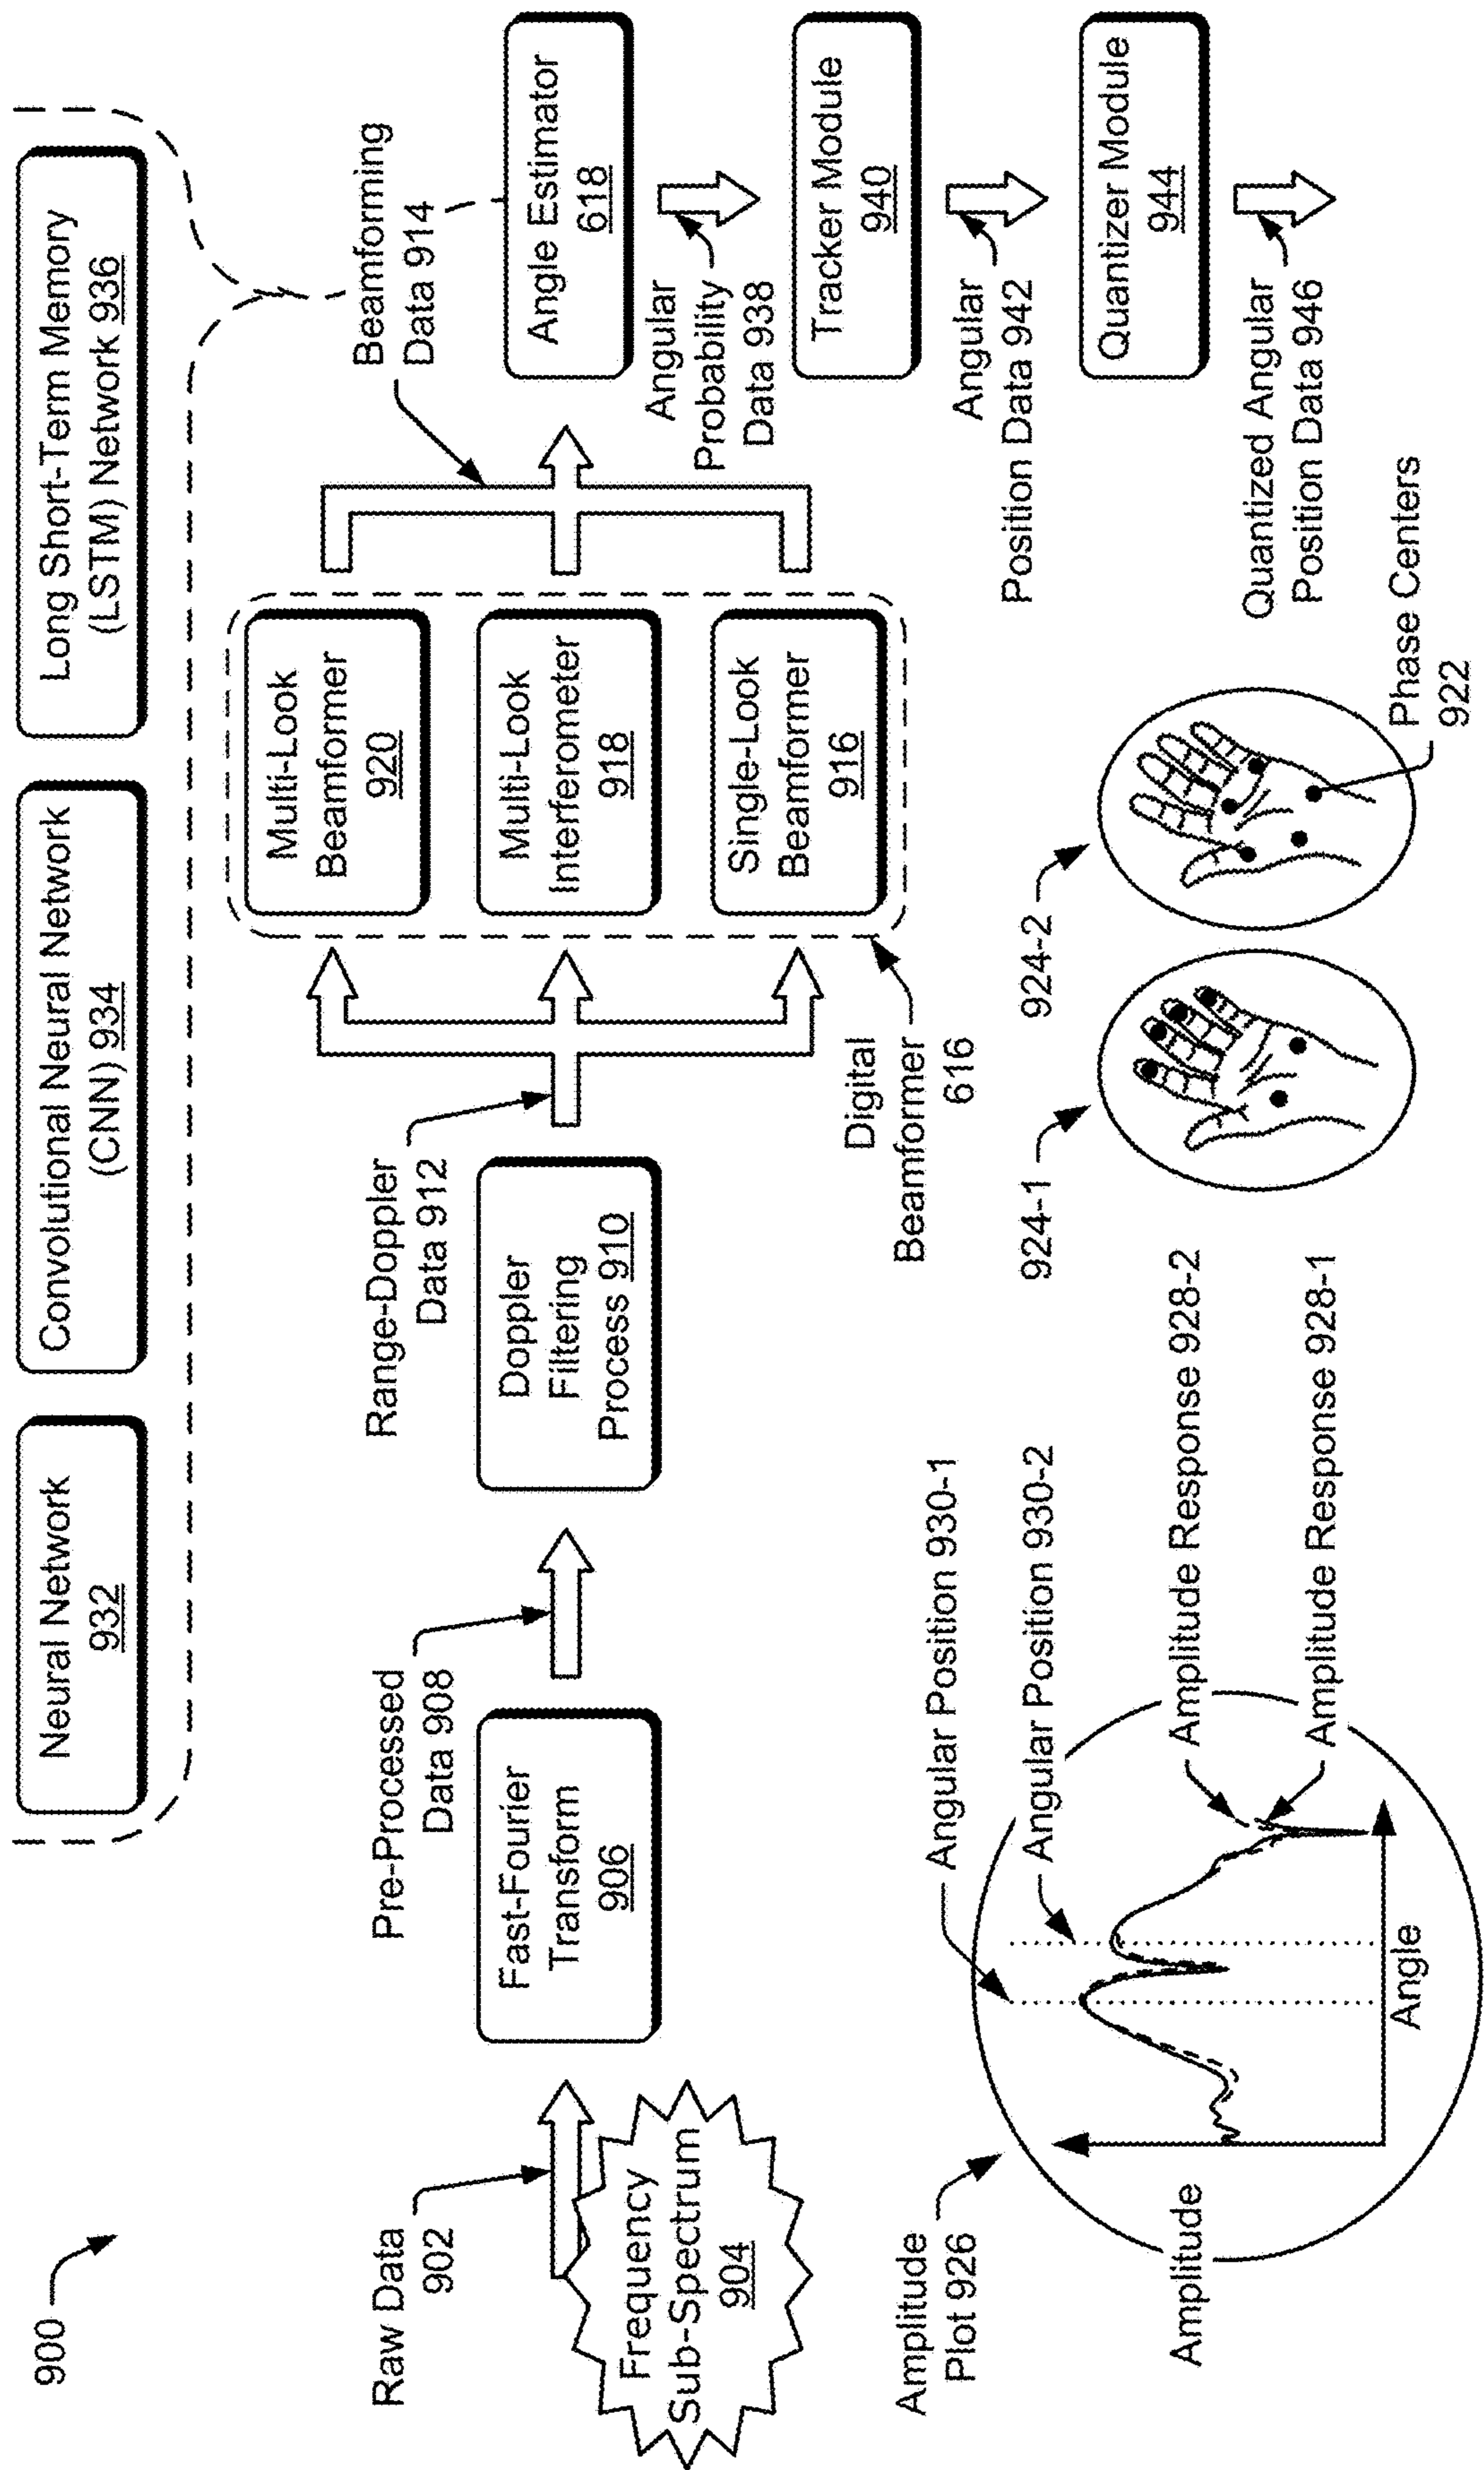 900
Neural Network
932
Convolutional Neural Network
(CNN) 934
Long Short-Term Memory
(LSTM) Network 936
Raw Data
902
Frequency
Sub-Spectrum
904
Fast-Fourier
Transform
906
Pre-Processed
Data 908
Doppler
Filtering
Process 910
Range-Doppler
Data 912
Multi-Look
Beamformer
920
Multi-Look
Interferometer
918
Single-Look
Beamformer
916
Digital
Beamformer
616
Beamforming
Data 914
Angle Estimator
618
Angular
Probability
Data 938
Tracker Module
940
Angular
Position Data 942
Quantizer Module
944
Quantized Angular
Position Data 946
Amplitude
Plot 926
Amplitude
Angle
Angular Position 930-1
Angular Position 930-2
Amplitude Response 928-2
Amplitude Response 928-1
924-1
924-2
Phase Centers
922